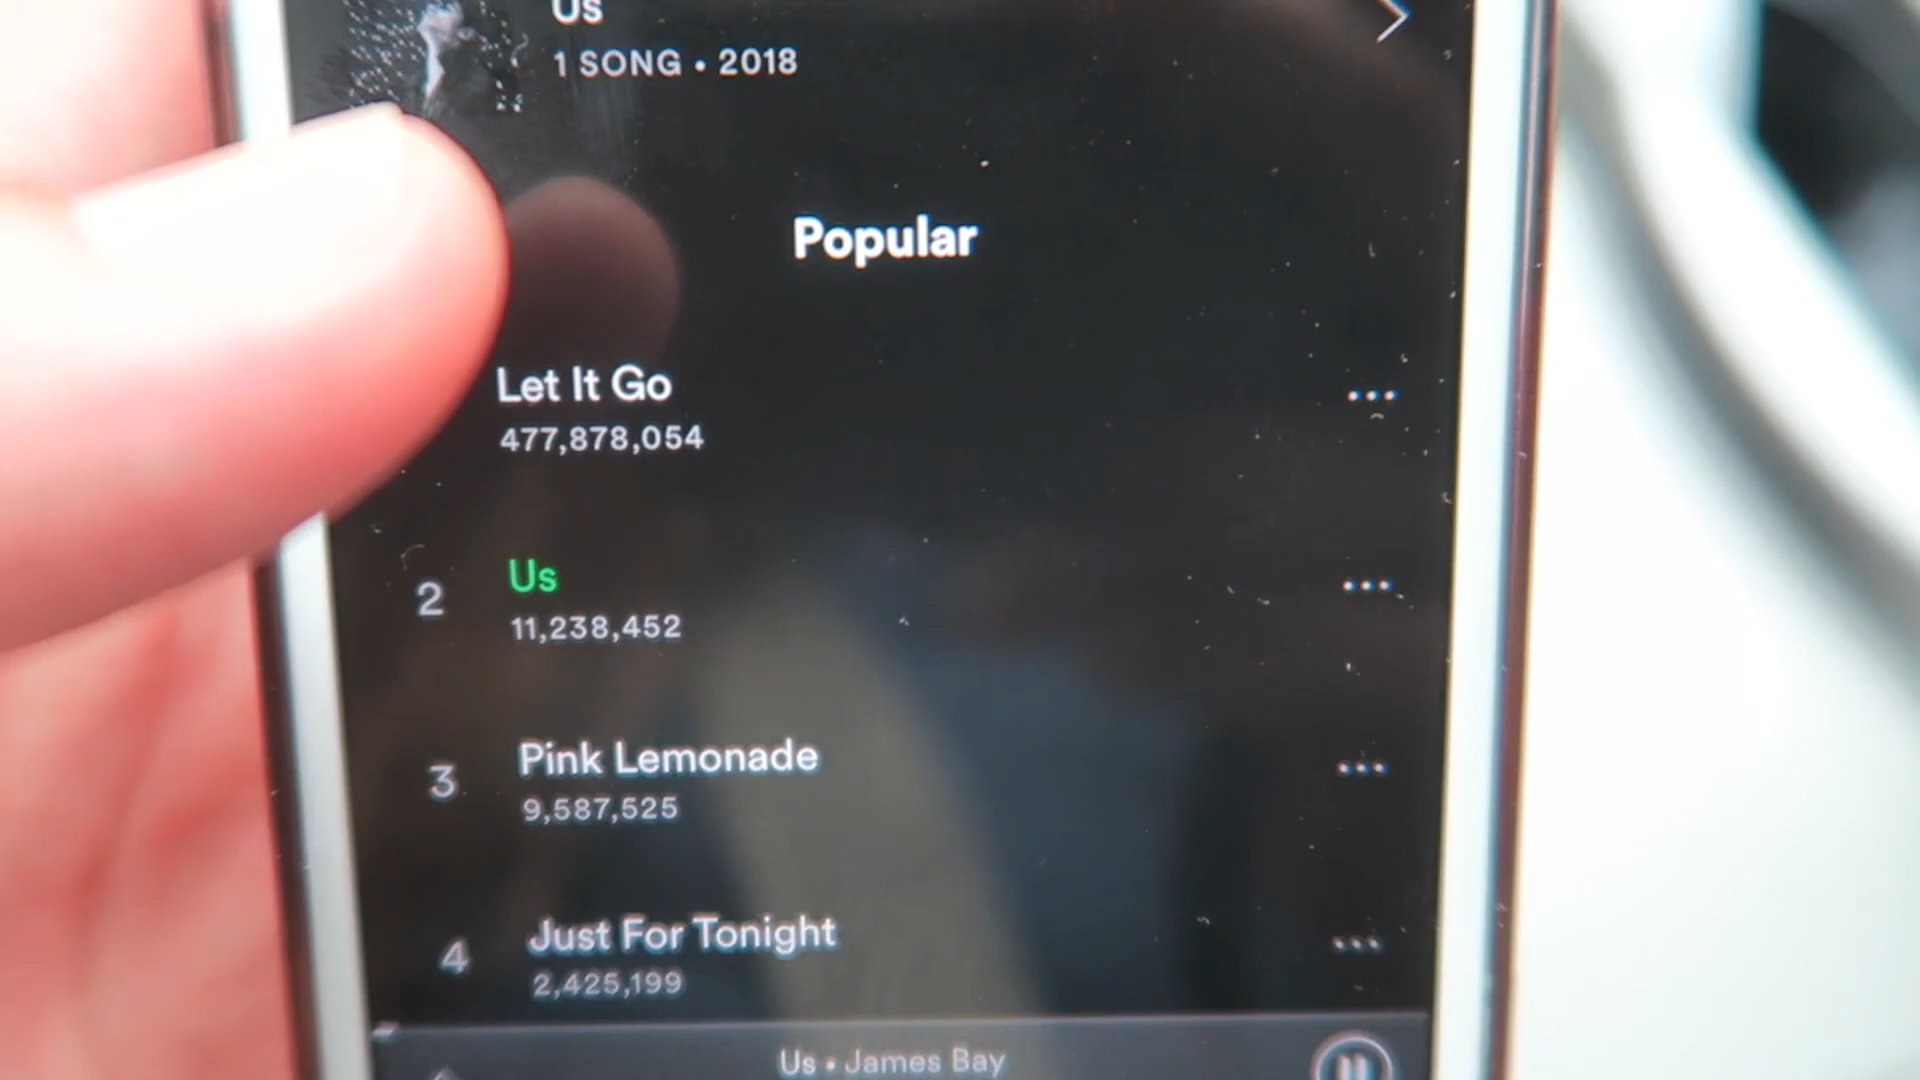 Us
1 SONG • 2018
Popular
Let It Go
477,878,054
2
Us
11,238,452
3
Pink Lemonade
9,587,525
4
Just For Tonight
2,425,199
Us • James Bay